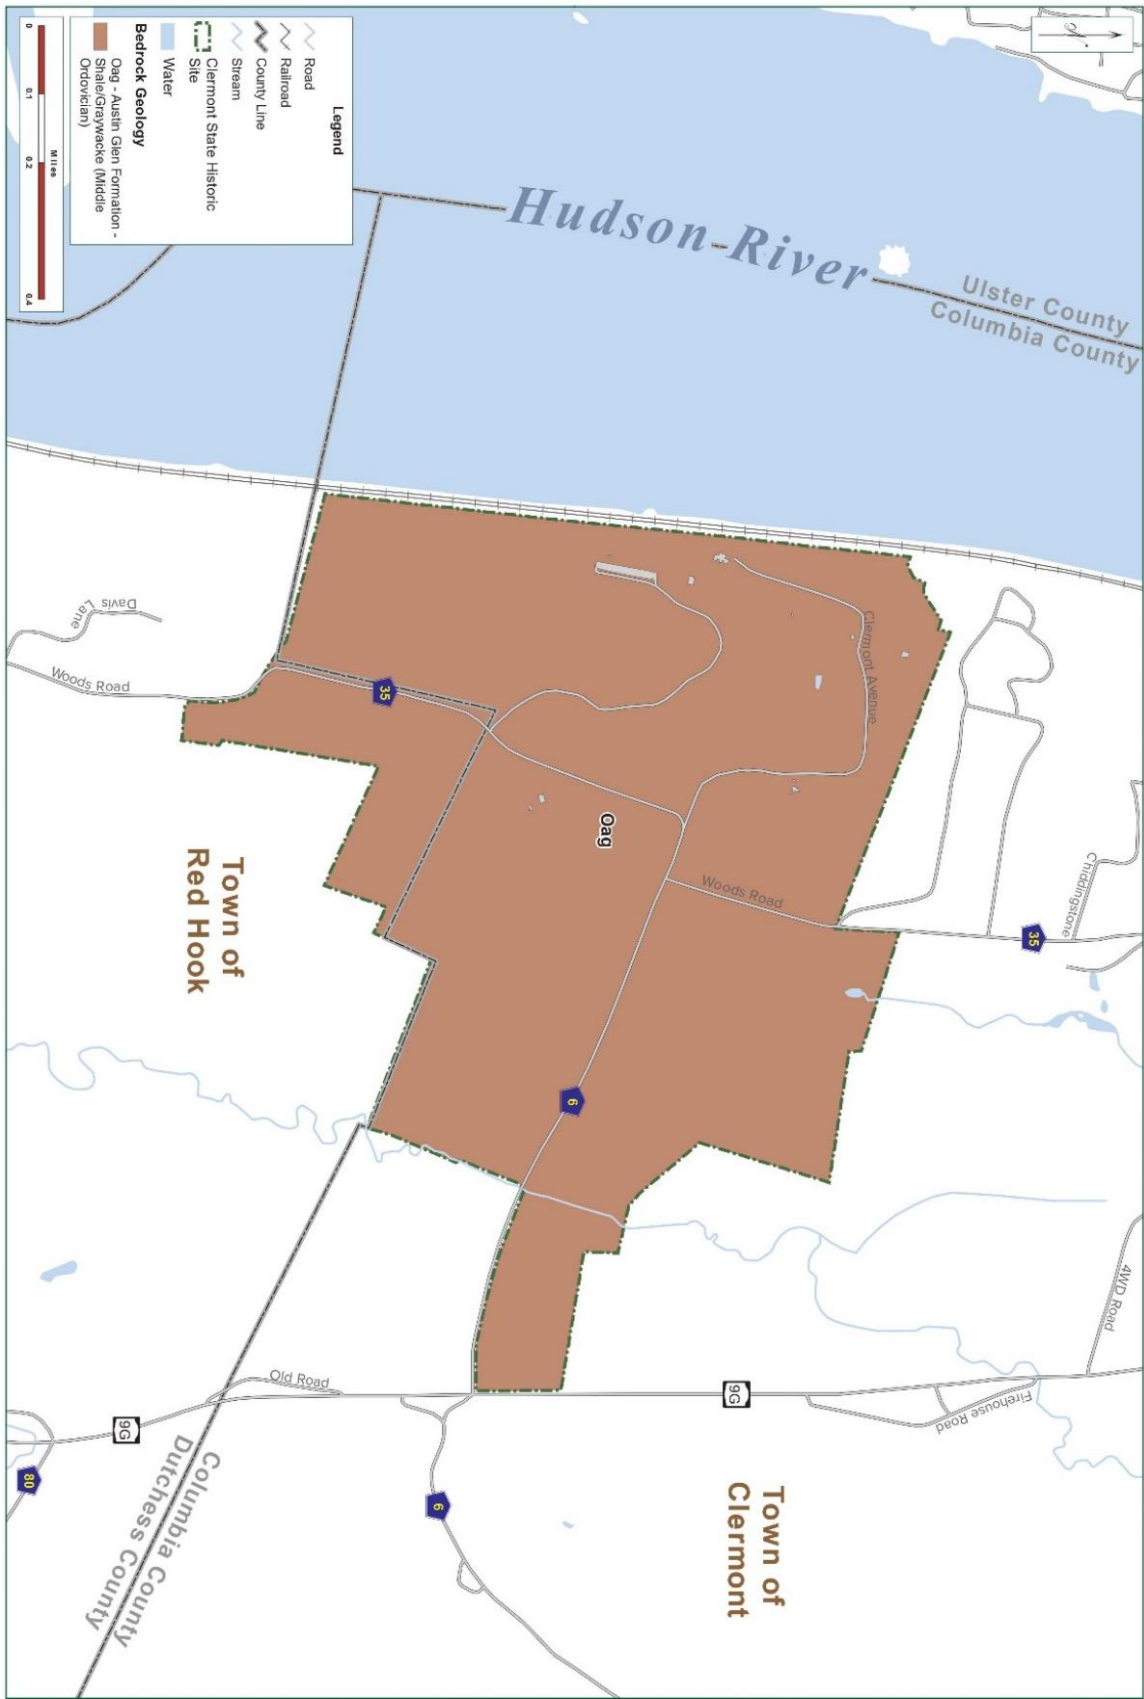 Ulster County
Columbia County
Hudson River
Chiddingstone
35
4WD Road
Firehouse Road
Clermont Avenue
Woods Road
9G
Town of
Clermont
Oag
6
6
35
Old Road
Town of
Red Hook
Woods Road
Davis
Lane
9G
80
Columbia County
Dutchess County
Legend
Road
Railroad
County Line
Stream
Clermont State Historic
Site
Water
Bedrock Geology
Oag - Austin Glen Formation -
Shale/Graywacke (Middle
Ordovician)
Miles
0 0.1 0.2 0.4